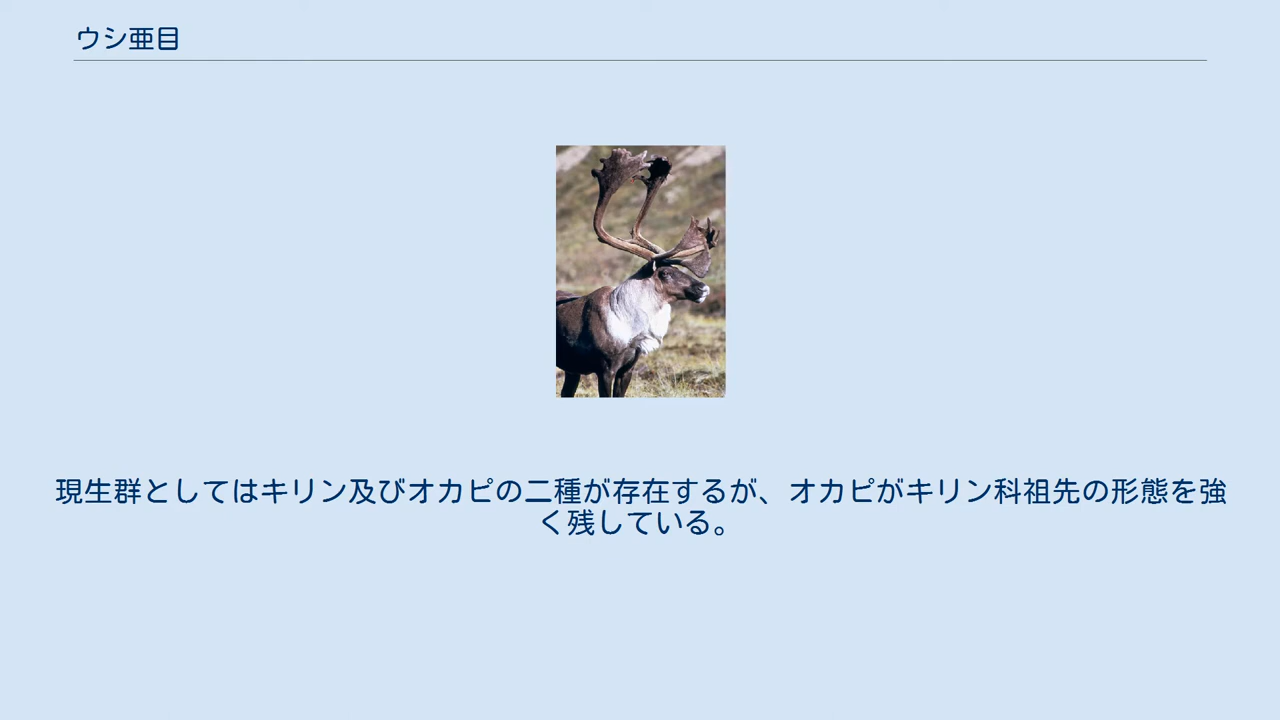 ウシ亜目
現生群としてはキリン及びオカピの二種が存在するが、オカピがキリン科祖先の形態を強
く残している。